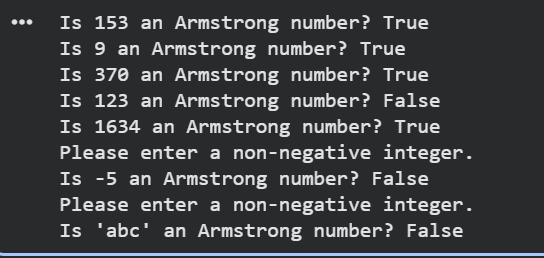 Is 153 an Armstrong number? True
Is 9 an Armstrong number? True
Is 370 an Armstrong number? True
Is 123 an Armstrong number? False
Is 1634 an Armstrong number? True
Please enter a non-negative integer.
Is -5 an Armstrong number? False
Please enter a non-negative integer.
Is 'abc' an Armstrong number? False